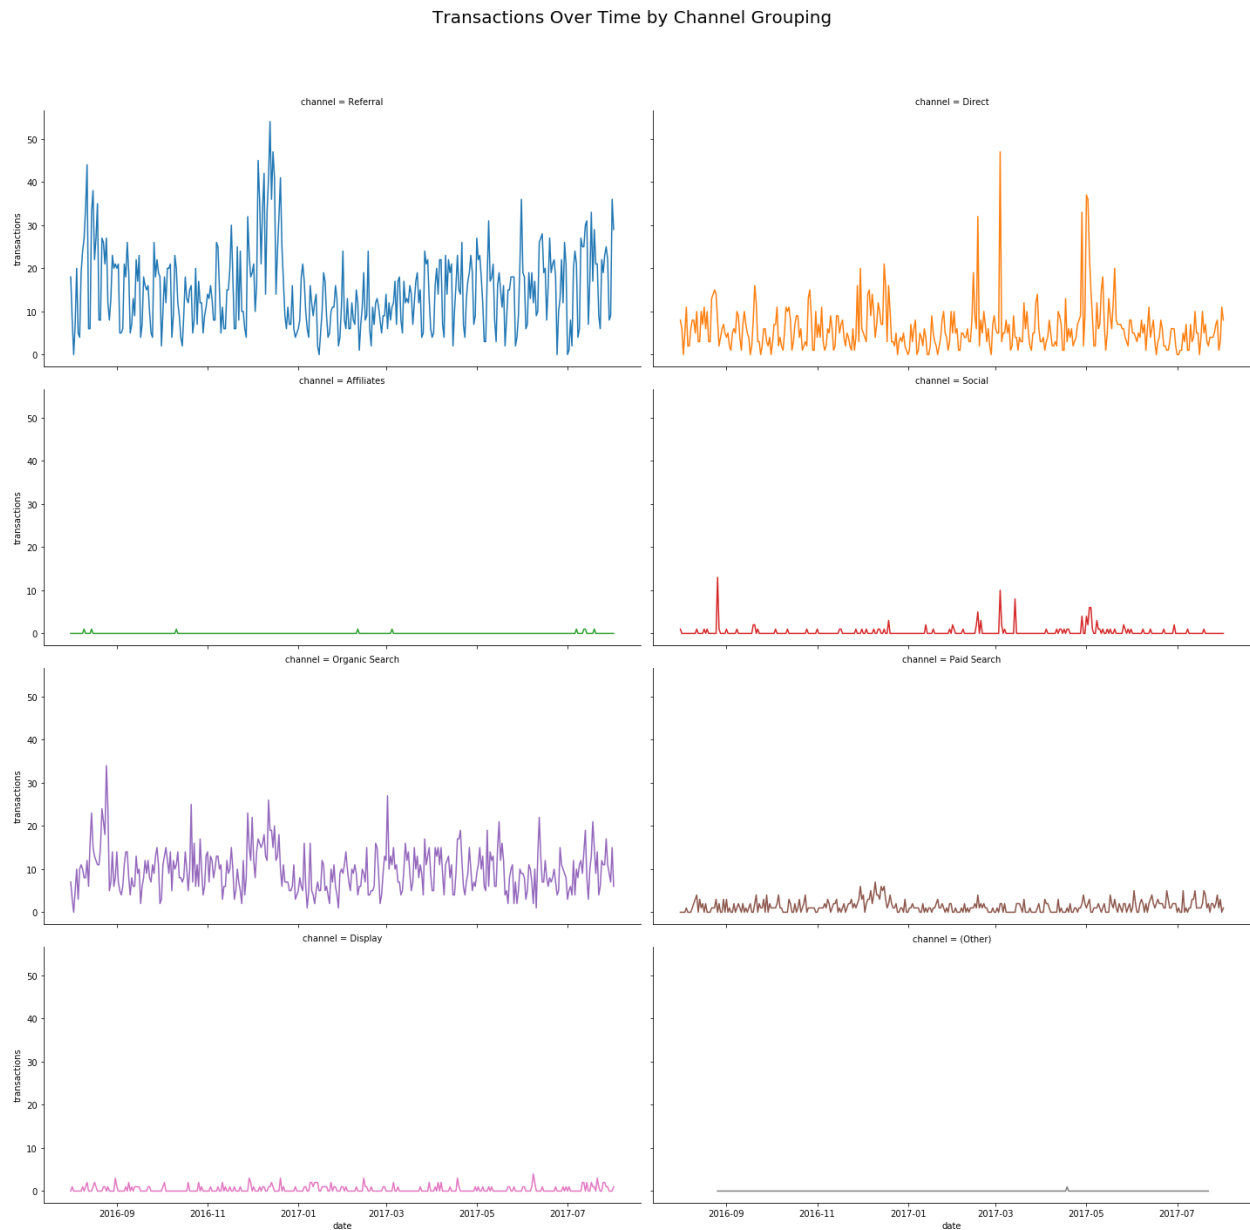 Transactions Over Time by Channel Grouping
channel = Referral
channel = Direct
50
40
30
20
10
0
transactions
channel = Affiliates
channel = Social
50
40
30
20
10
0
transactions
channel = Organic Search
channel = Paid Search
50
40
30
20
10
0
transactions
channel = Display
channel = (Other)
50
40
30
20
10
0
transactions
2016-09 2016-11 2017-01 2017-03 2017-05 2017-07
date
2016-09 2016-11 2017-01 2017-03 2017-05 2017-07
date